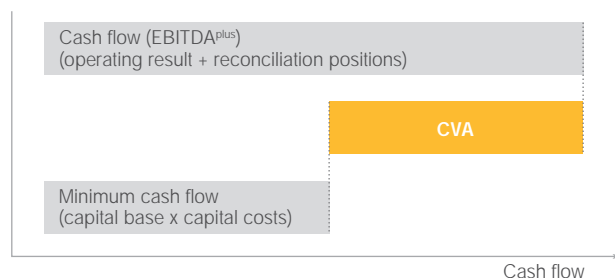 Cash flow (EBITDAplus)
(operating result + reconciliation positions)
CVA
Minimum cash flow
(capital base x capital costs)
Cash flow